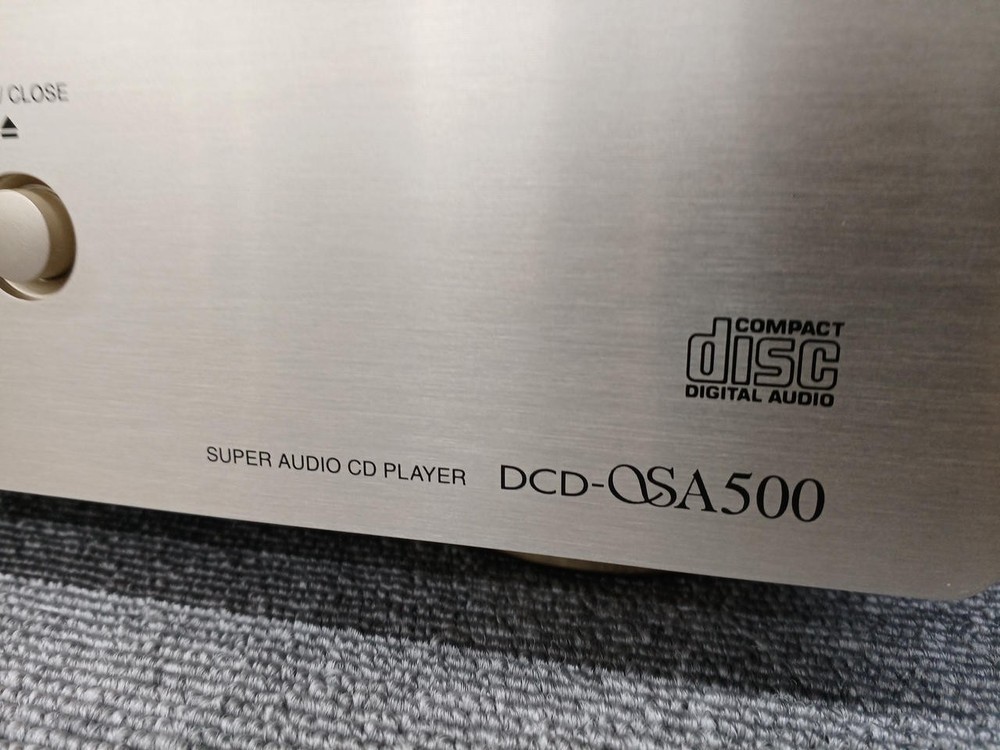 / CLOSE
COMPACT
disc
DIGITAL AUDIO
SUPER AUDIO CD PLAYER DCD-SA500